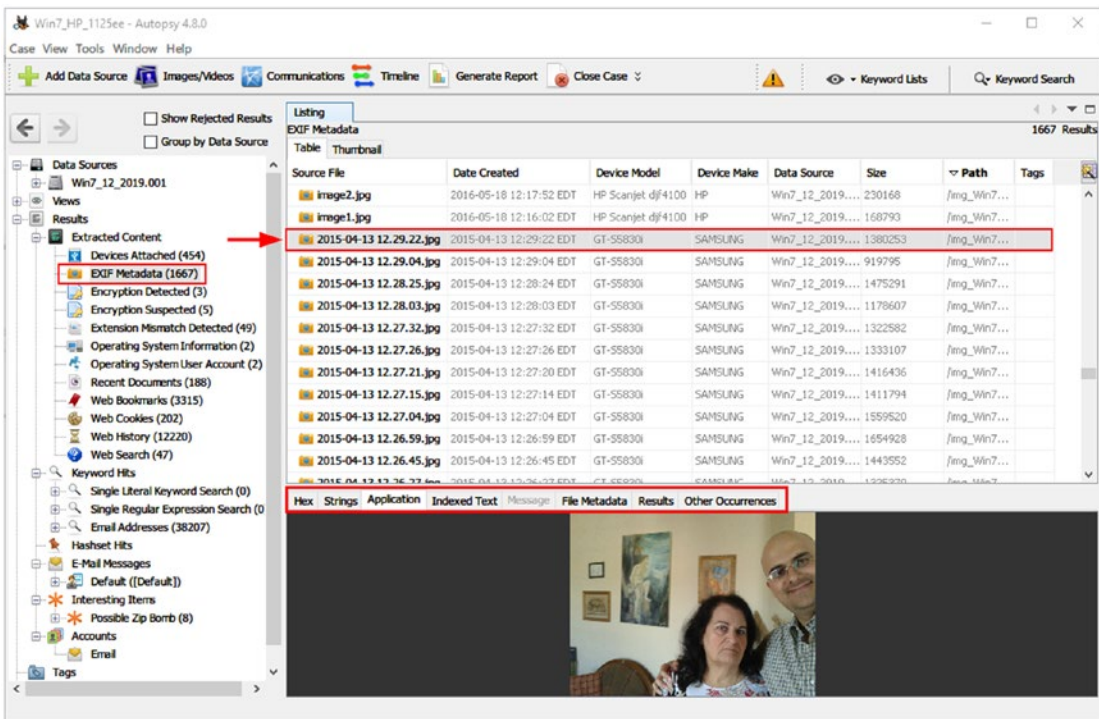 Win7_HP_1125ee - Autopsy 4.8.0
Case View Tools Window Help
Add Data Source Images/Videos Communications Timeline Generate Report Close Case Keyword Lists Keyword Search
Show Rejected Results
Group by Data Source
Data Sources
Win7_12_2019.001
Views
Results
Extracted Content
Devices Attached (454)
EXIF Metadata (1667)
Encryption Detected (3)
Encryption Suspected (5)
Extension Mismatch Detected (49)
Operating System Information (2)
Operating System User Account (2)
Recent Documents (188)
Web Bookmarks (3315)
Web Cookies (202)
Web History (12220)
Web Search (47)
Keyword Hits
Single Literal Keyword Search (0)
Single Regular Expression Search (0
Email Addresses (38207)
Hashset Hits
E-Mail Messages
Default ([Default])
Interesting Items
Possible Zip Bomb (8)
Accounts
Email
Tags
Listing
EXIF Metadata 1667 Results
Table Thumbnail
Source File Date Created Device Model Device Make Data Source Size Path Tags
image2.jpg 2016-05-18 12:17:52 EDT HP Scanjet djf4100 HP Win7_12_2019.... 230168 /img_Win7...
image1.jpg 2016-05-18 12:16:02 EDT HP Scanjet djf4100 HP Win7_12_2019.... 168793 /img_Win7...
2015-04-13 12.29.22.jpg 2015-04-13 12:29:22 EDT GT-S5830i SAMSUNG Win7_12_2019.... 1380253 /img_Win7...
2015-04-13 12.29.04.jpg 2015-04-13 12:29:04 EDT GT-S5830i SAMSUNG Win7_12_2019.... 919795 /img_Win7...
2015-04-13 12.28.25.jpg 2015-04-13 12:28:24 EDT GT-S5830i SAMSUNG Win7_12_2019.... 1475291 /img_Win7...
2015-04-13 12.28.03.jpg 2015-04-13 12:28:03 EDT GT-S5830i SAMSUNG Win7_12_2019.... 1178607 /img_Win7...
2015-04-13 12.27.32.jpg 2015-04-13 12:27:32 EDT GT-S5830i SAMSUNG Win7_12_2019.... 1322582 /img_Win7...
2015-04-13 12.27.26.jpg 2015-04-13 12:27:26 EDT GT-S5830i SAMSUNG Win7_12_2019.... 1333107 /img_Win7...
2015-04-13 12.27.21.jpg 2015-04-13 12:27:20 EDT GT-S5830i SAMSUNG Win7_12_2019.... 1416436 /img_Win7...
2015-04-13 12.27.15.jpg 2015-04-13 12:27:14 EDT GT-S5830i SAMSUNG Win7_12_2019.... 1411794 /img_Win7...
2015-04-13 12.27.04.jpg 2015-04-13 12:27:04 EDT GT-S5830i SAMSUNG Win7_12_2019.... 1559520 /img_Win7...
2015-04-13 12.26.59.jpg 2015-04-13 12:26:59 EDT GT-S5830i SAMSUNG Win7_12_2019.... 1654928 /img_Win7...
2015-04-13 12.26.45.jpg 2015-04-13 12:26:45 EDT GT-S5830i SAMSUNG Win7_12_2019.... 1443552 /img_Win7...
Hex Strings Application Indexed Text Message File Metadata Results Other Occurrences